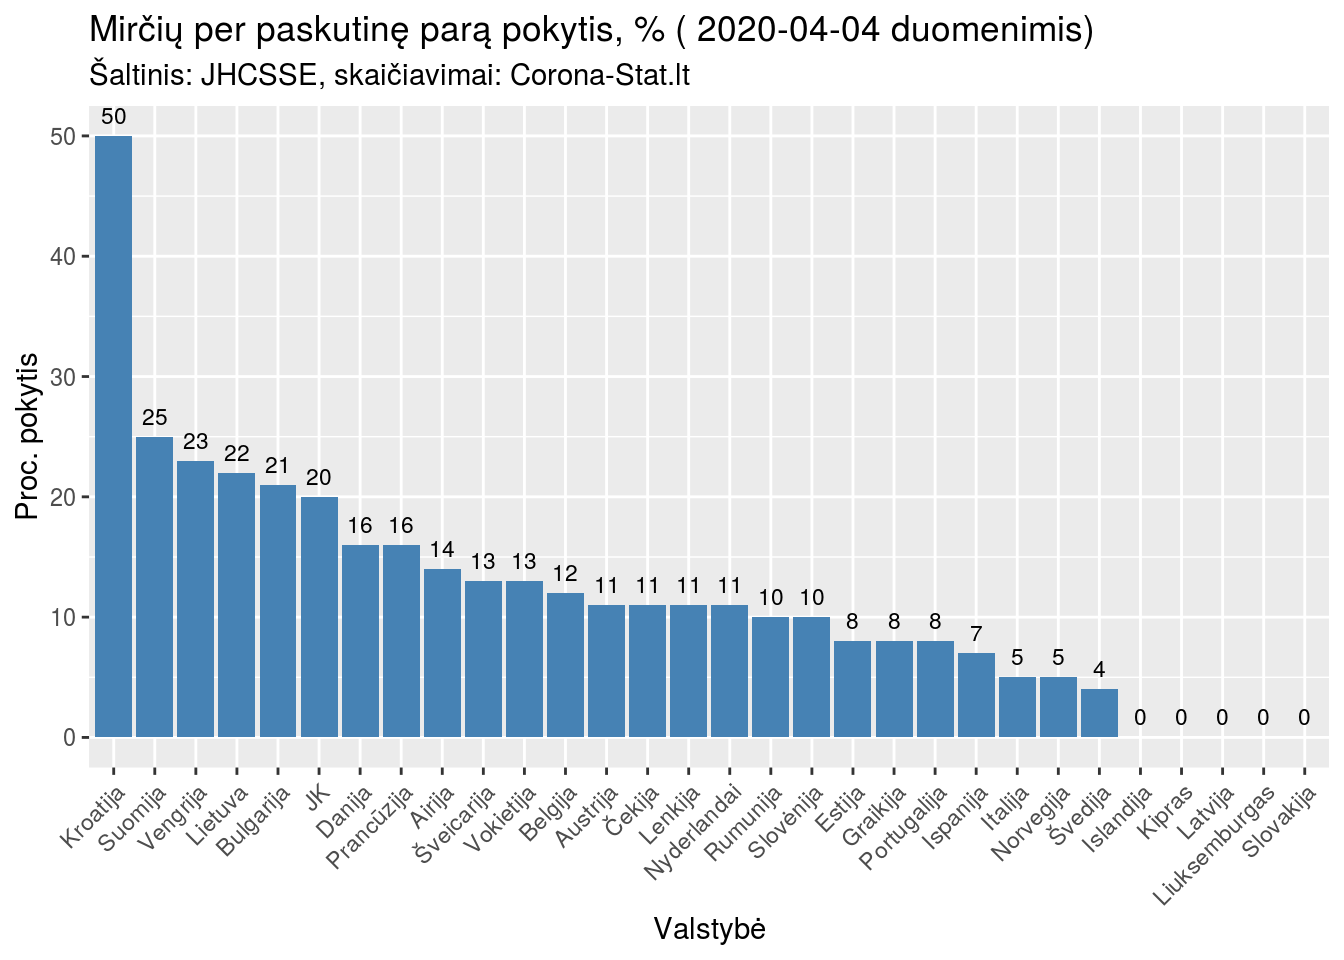 Mirčių per paskutinę parą pokytis, % ( 2020-04-04 duomenimis)
Šaltinis: JHCSSE, skaičiavimai: Corona-Stat.lt
50
25
23
22
21
20
16
16
14
13
13
12
11
11
11
11
10
10
8
8
8
7
5
5
4
0
0
0
0
0
50
40
30
20
10
0
Proc. pokytis
Kroatija
Suomija
Vengrija
Lietuva
Bulgarija
JK
Danija
Prancūzija
Airija
Šveicarija
Vokietija
Belgija
Austrija
Čekija
Lenkija
Nyderlandai
Rumunija
Slovėnija
Estija
Graikija
Portugalija
Ispanija
Italija
Norvegija
Švedija
Islandija
Kipras
Latvija
Liuksemburgas
Slovakija
Valstybė